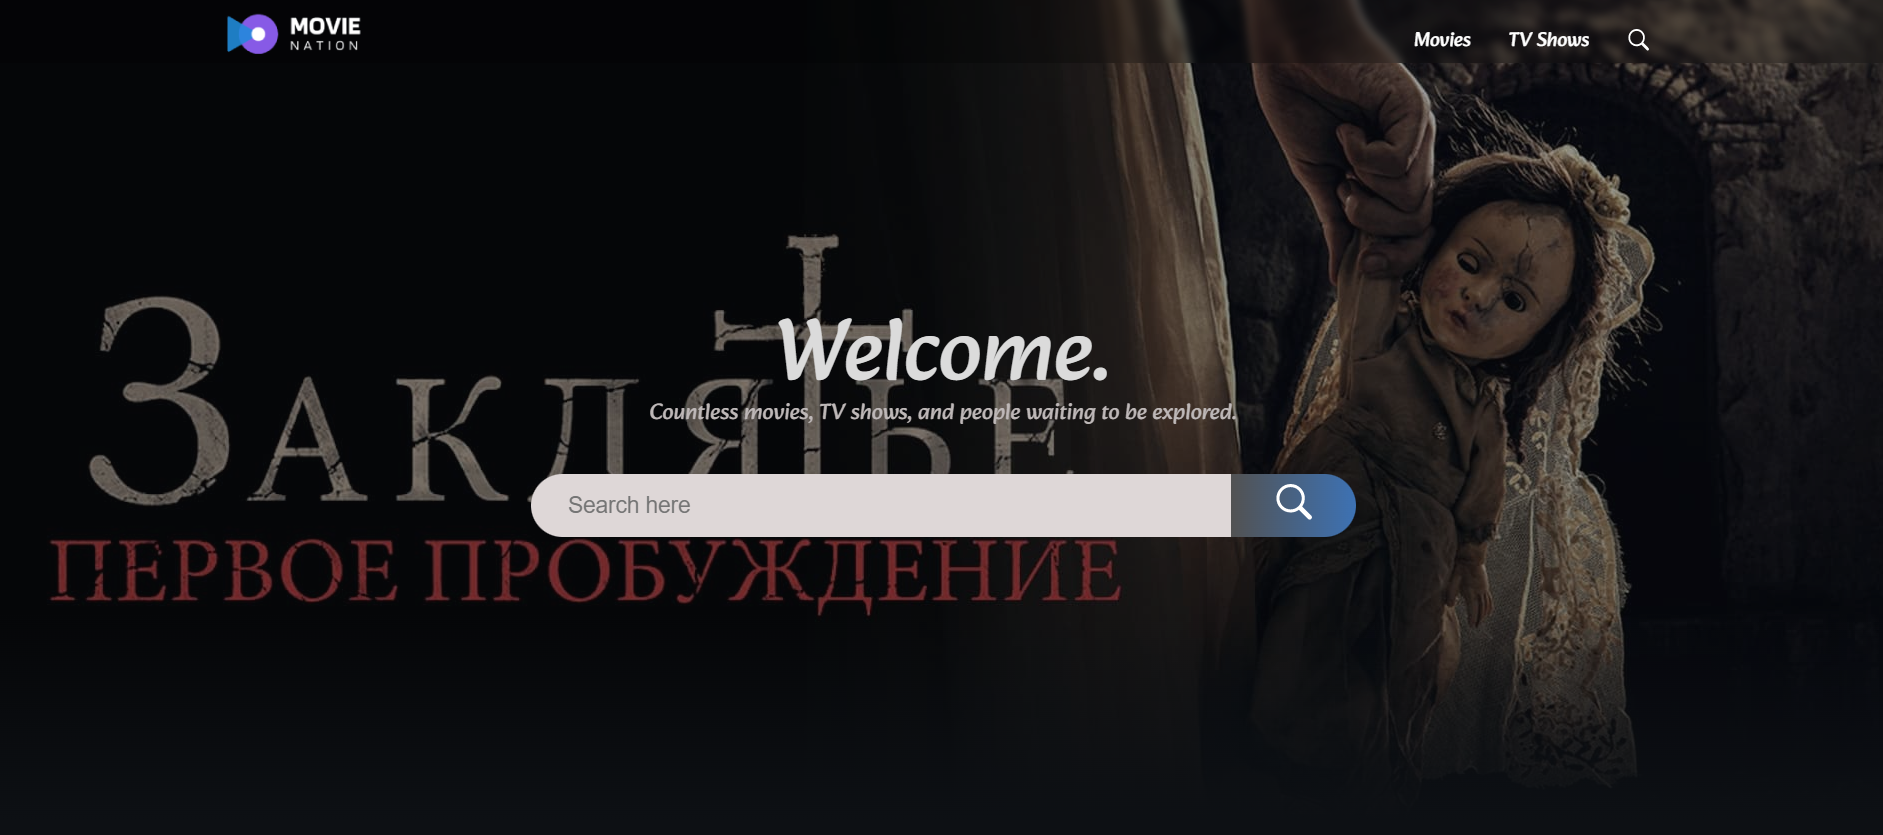 MOVIE
NATION
Movies
TV Shows
Welcome.
Countless movies, TV shows, and people waiting to be explored.
Search here
ЗАКЛЯТЬЕ
ПЕРВОЕ ПРОБУЖДЕНИЕ